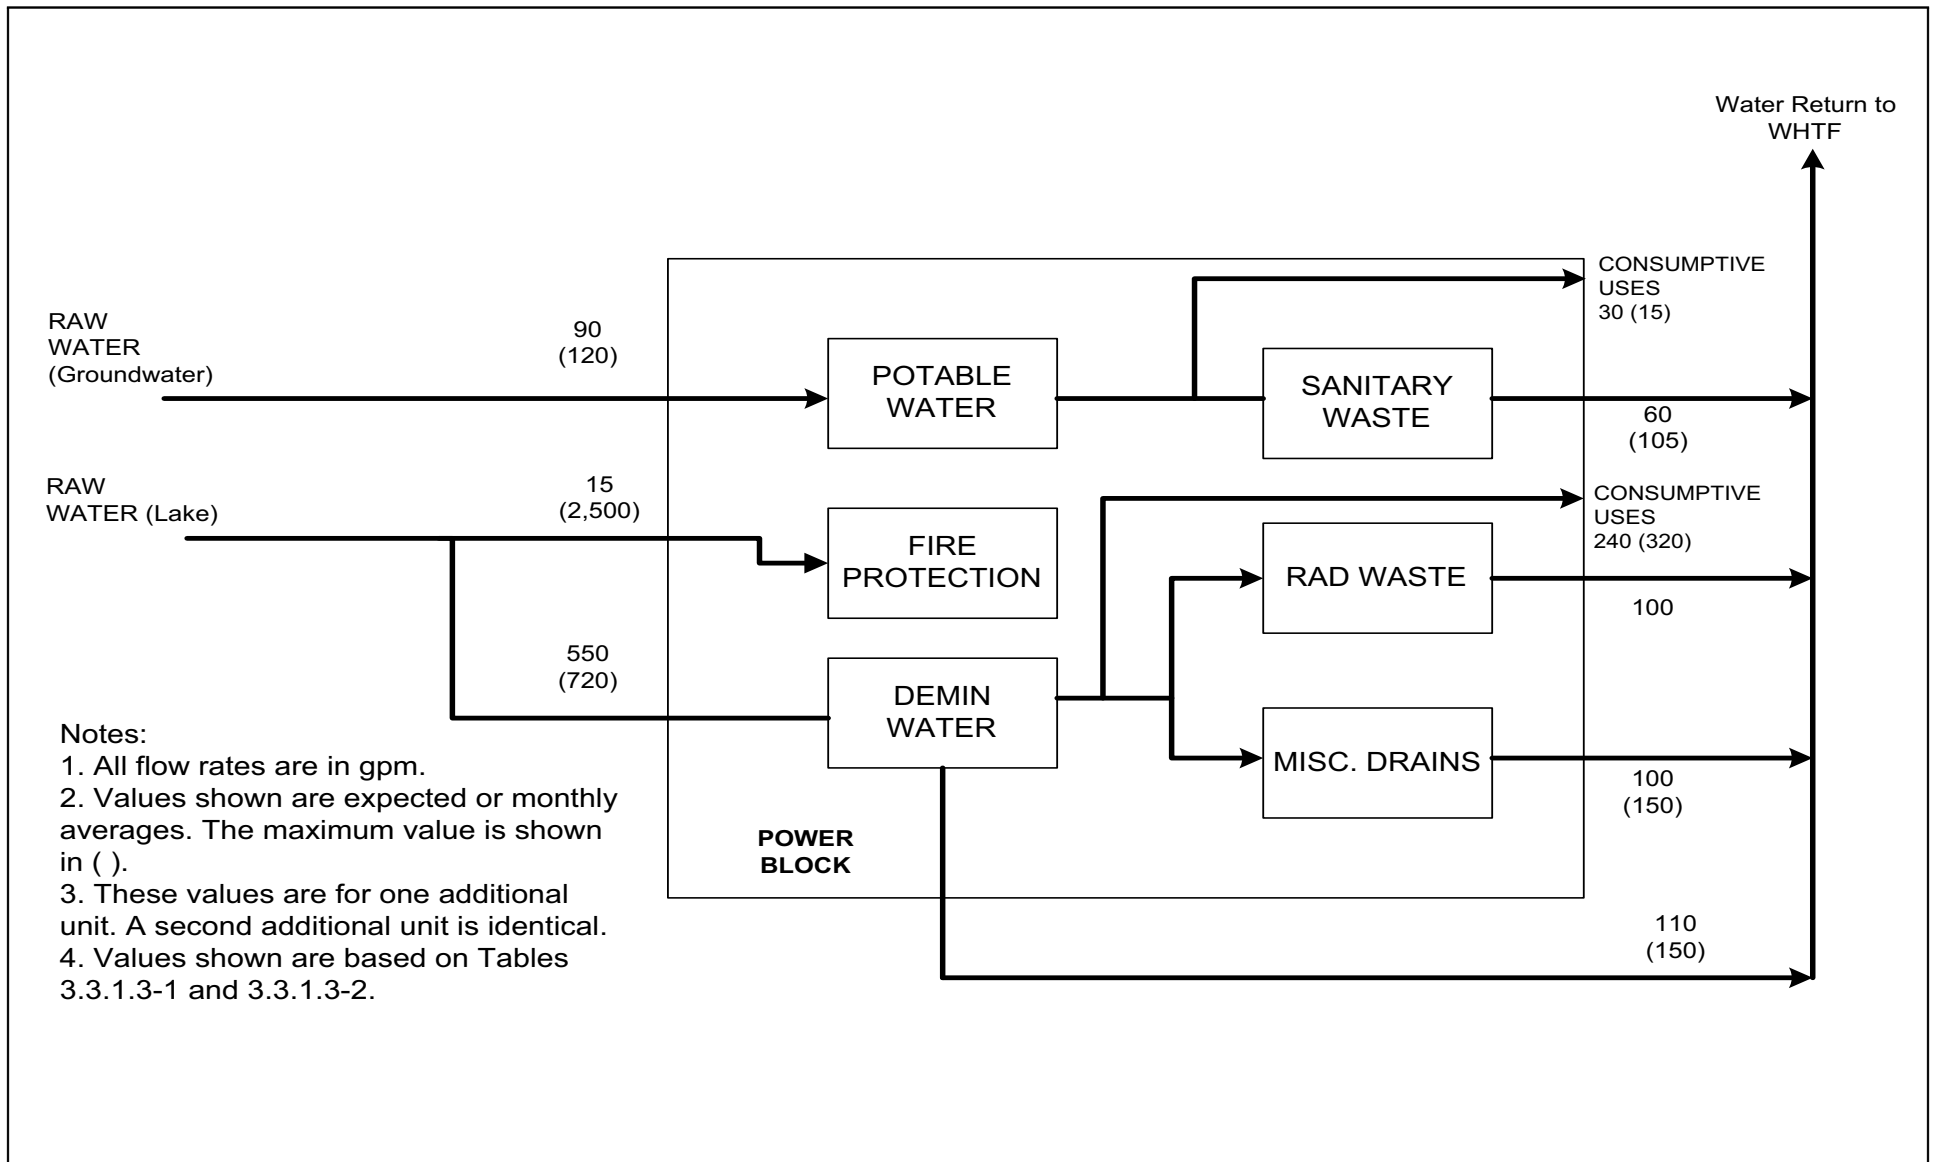 Water Return to
WHTF
CONSUMPTIVE
USES
30 (15)
RAW
WATER
(Groundwater)
90
(120)
POTABLE
WATER
SANITARY
WASTE
60
(105)
RAW
WATER (Lake)
15
(2,500)
CONSUMPTIVE
USES
240 (320)
FIRE
PROTECTION
RAD WASTE
100
550
(720)
DEMIN
WATER
MISC. DRAINS
100
(150)
Notes:
1. All flow rates are in gpm.
2. Values shown are expected or monthly
averages. The maximum value is shown
in ( ).
3. These values are for one additional
unit. A second additional unit is identical.
4. Values shown are based on Tables
3.3.1.3-1 and 3.3.1.3-2.
POWER
BLOCK
110
(150)